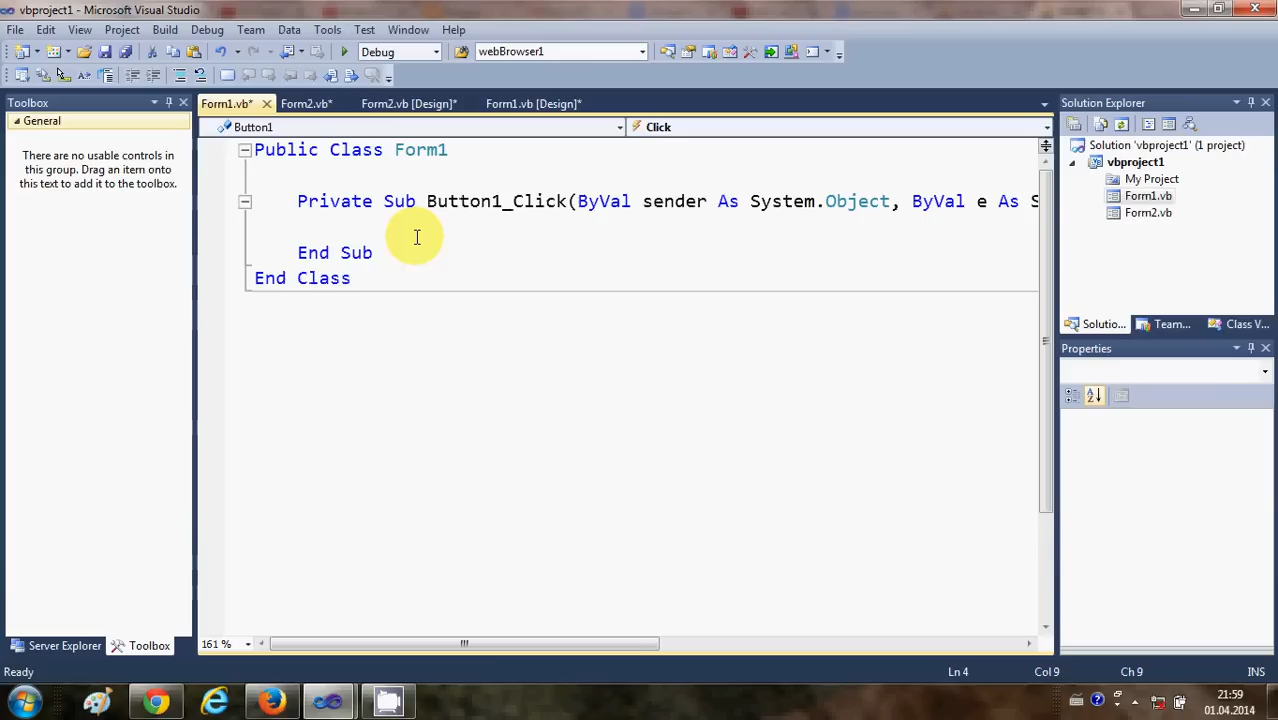 vbproject1 - Microsoft Visual Studio
File Edit View Project Build Debug Team Data Tools Test Window Help
Debug webBrowser1
Toolbox
General
There are no usable controls in
this group. Drag an item onto
this text to add it to the toolbox.
Server Explorer Toolbox
Form1.vb* Form2.vb* Form2.vb [Design]* Form1.vb [Design]*
Button1 Click
Public Class Form1
Private Sub Button1_Click(ByVal sender As System.Object, ByVal e As S
End Sub
End Class
161 %
Solution Explorer
Solution 'vbproject1' (1 project)
vbproject1
My Project
Form1.vb
Form2.vb
Solutio... Team... Class V...
Properties
Ready Ln 4 Col 9 Ch 9 INS
21:59
01.04.2014